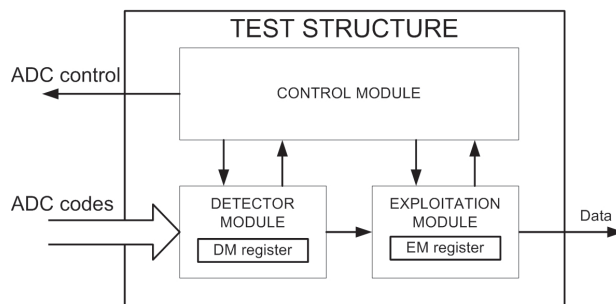 TEST STRUCTURE
ADC control
CONTROL MODULE
ADC codes
DETECTOR
MODULE
DM register
EXPLOITATION
MODULE
EM register
Data